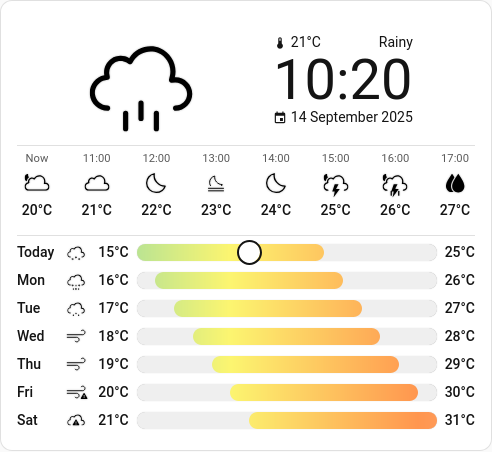 21°C Rainy
10:20
14 September 2025
Now 11:00 12:00 13:00 14:00 15:00 16:00 17:00
20°C 21°C 22°C 23°C 24°C 25°C 26°C 27°C
Today 15°C 25°C
Mon 16°C 26°C
Tue 17°C 27°C
Wed 18°C 28°C
Thu 19°C 29°C
Fri 20°C 30°C
Sat 21°C 31°C